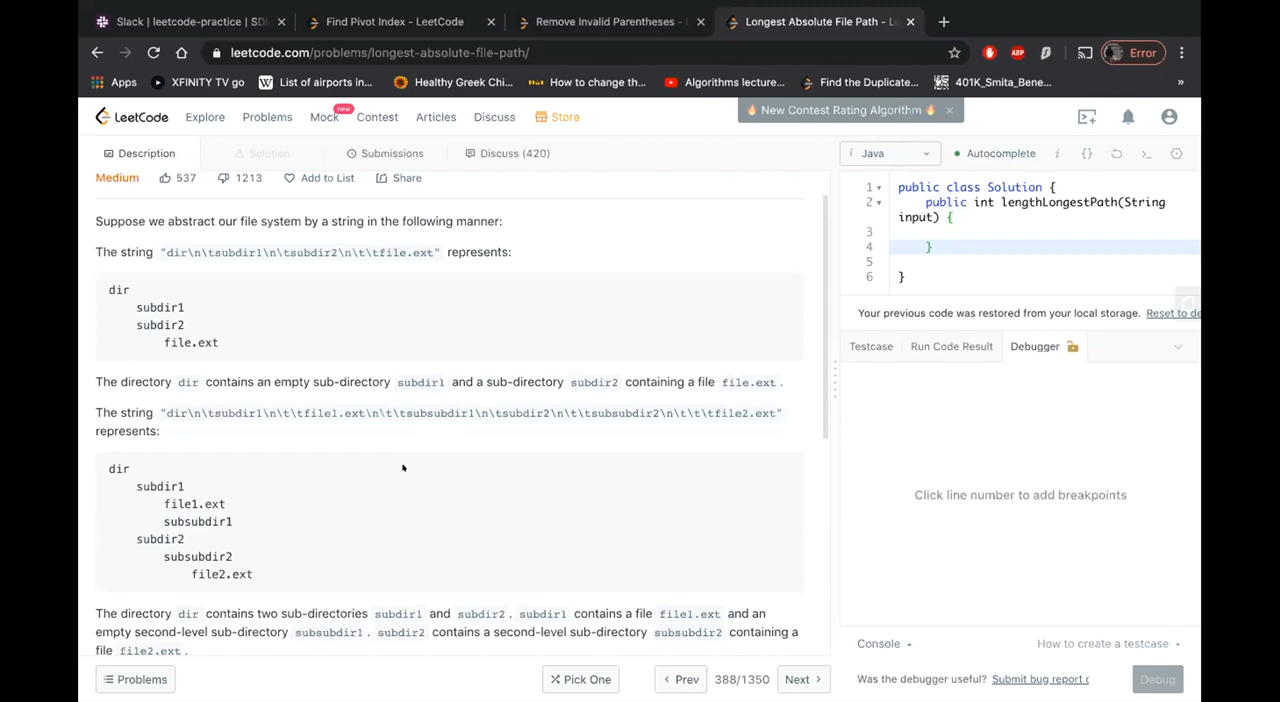 Slack | leetcode-practice | SDI
Find Pivot Index - LeetCode
Remove Invalid Parentheses -
Longest Absolute File Path - L
leetcode.com/problems/longest-absolute-file-path/
ABP
Error
Apps
XFINITY TV go
List of airports in...
Healthy Greek Chi...
How to change th...
Algorithms lecture...
Find the Duplicate...
401K_Smita_Bene...
»
LeetCode
Explore
Problems
Mock
new
Contest
Articles
Discuss
Store
New Contest Rating Algorithm
Description
Solution
Submissions
Discuss (420)
Java
Autocomplete
Medium
537
1213
Add to List
Share
Suppose we abstract our file system by a string in the following manner:
The string "dir\n\tsubdir1\n\tsubdir2\n\t\tfile.ext" represents:
dir
subdir1
subdir2
file.ext
The directory dir contains an empty sub-directory subdir1 and a sub-directory subdir2 containing a file file.ext .
The string "dir\n\tsubdir1\n\t\tfile1.ext\n\t\tsubsubdir1\n\tsubdir2\n\t\tsubsubdir2\n\t\t\tfile2.ext"
represents:
dir
subdir1
file1.ext
subsubdir1
subdir2
subsubdir2
file2.ext
The directory dir contains two sub-directories subdir1 and subdir2 . subdir1 contains a file file1.ext and an
empty second-level sub-directory subsubdir1 . subdir2 contains a second-level sub-directory subsubdir2 containing a
file file2.ext .
Problems
Pick One
Prev
388/1350
Next
1 public class Solution {
2 public int lengthLongestPath(String
input) {
3
4 }
5
6 }
Your previous code was restored from your local storage. Reset to de
Testcase
Run Code Result
Debugger
Click line number to add breakpoints
Console
How to create a testcase
Was the debugger useful? Submit bug report
Debug